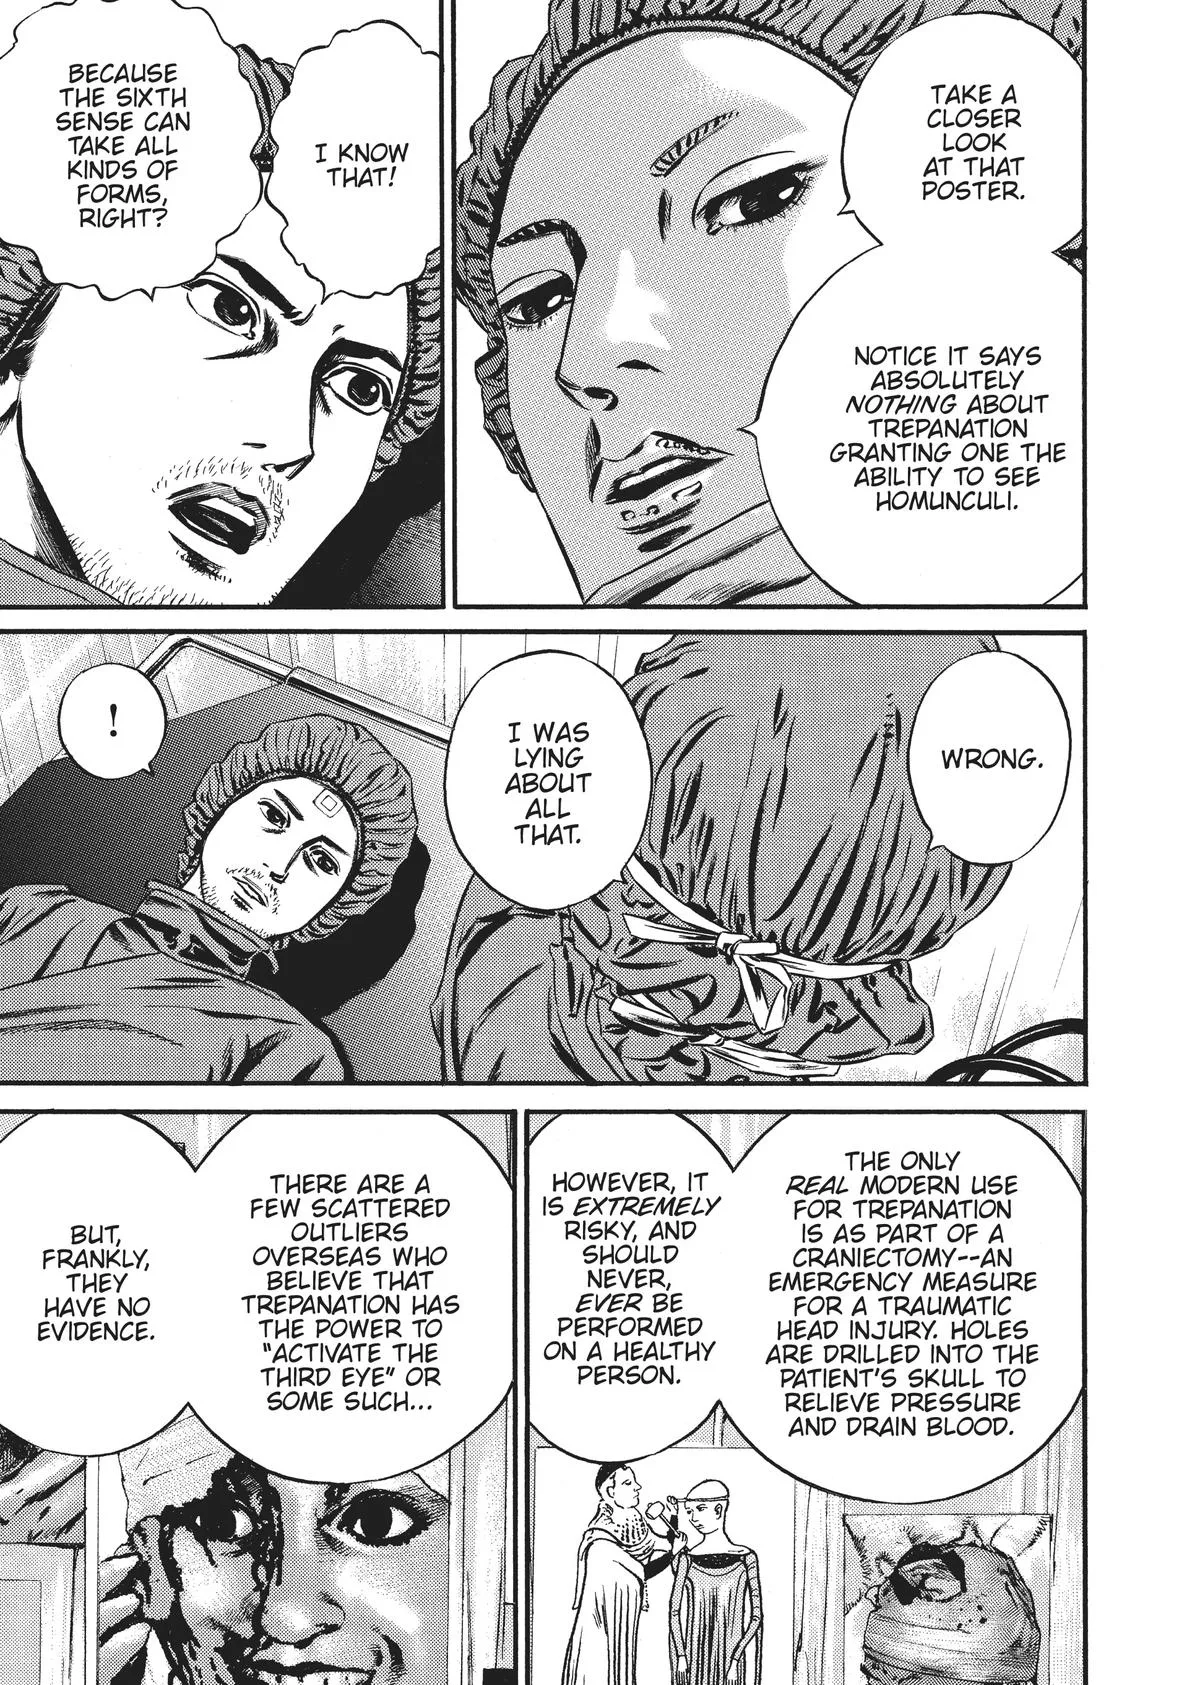 TAKE A
CLOSER
LOOK
AT THAT
POSTER.
NOTICE IT SAYS
ABSOLUTELY
NOTHING ABOUT
TREPANATION
GRANTING ONE THE
ABILITY TO SEE
HOMUNCULI.
I KNOW
THAT!
BECAUSE
THE SIXTH
SENSE CAN
TAKE ALL
KINDS OF
FORMS,
RIGHT?
WRONG.
I WAS
LYING
ABOUT
ALL
THAT.
!
THE ONLY
REAL MODERN USE
FOR TREPANATION
IS AS PART OF A
CRANIECTOMY--AN
EMERGENCY MEASURE
FOR A TRAUMATIC
HEAD INJURY. HOLES
ARE DRILLED INTO THE
PATIENT'S SKULL TO
RELIEVE PRESSURE
AND DRAIN BLOOD.
HOWEVER, IT
IS EXTREMELY
RISKY, AND
SHOULD
NEVER,
EVER BE
PERFORMED
ON A HEALTHY
PERSON.
THERE ARE A
FEW SCATTERED
OUTLIERS
OVERSEAS WHO
BELIEVE THAT
TREPANATION HAS
THE POWER TO
"ACTIVATE THE
THIRD EYE" OR
SOME SUCH...
BUT,
FRANKLY,
THEY
HAVE NO
EVIDENCE.